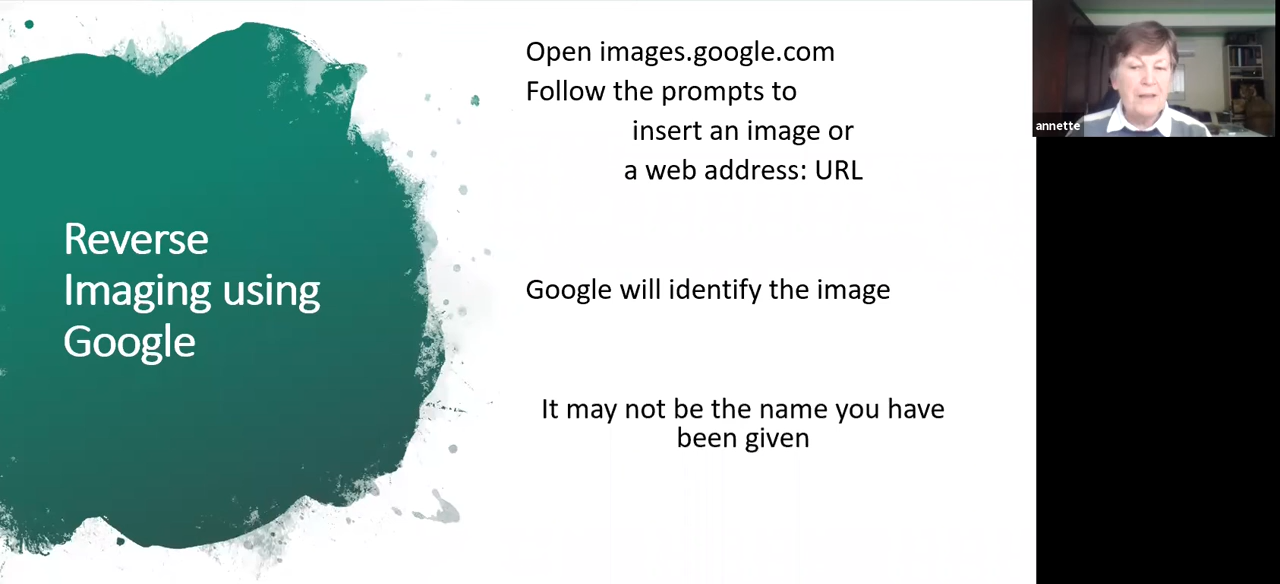 Reverse
Imaging using
Google
Open images.google.com
Follow the prompts to
insert an image or
a web address: URL
Google will identify the image
It may not be the name you have
been given
annette